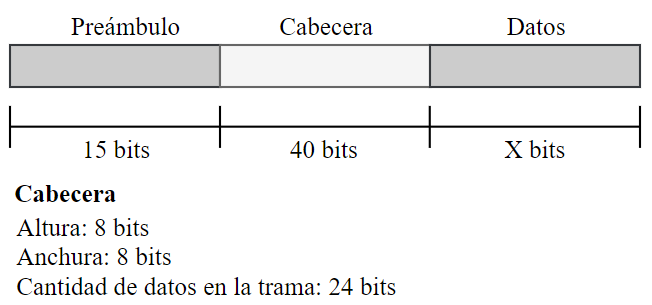 Preámbulo Cabecera Datos
15 bits 40 bits X bits
Cabecera
Altura: 8 bits
Anchura: 8 bits
Cantidad de datos en la trama: 24 bits